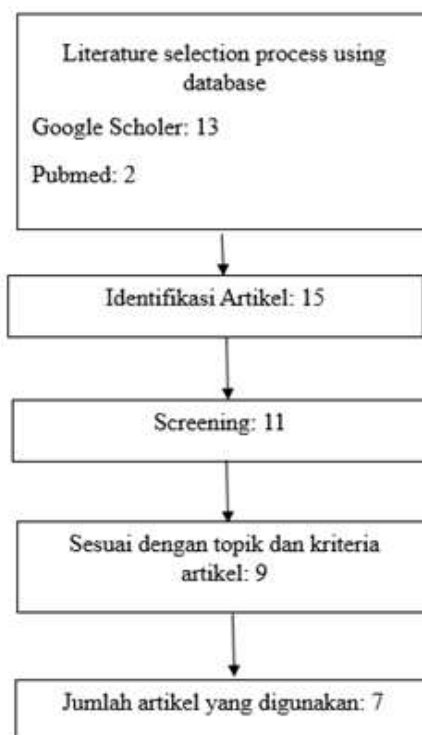 Literature selection process using
database
Google Scholer: 13
Pubmed: 2
Identifikasi Artikel: 15
Screening: 11
Sesuai dengan topik dan kriteria
artikel: 9
Jumlah artikel yang digunakan: 7